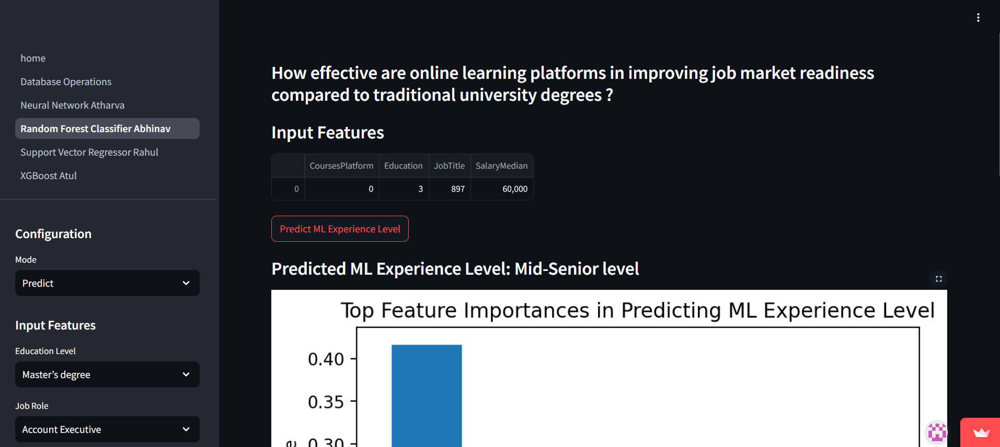 home
Database Operations
Neural Network Atharva
Random Forest Classifier Abhinav
Support Vector Regressor Rahul
XGBoost Atul
Configuration
Mode
Predict
Input Features
Education Level
Master’s degree
Job Role
Account Executive
How effective are online learning platforms in improving job market readiness
compared to traditional university degrees ?
Input Features
CoursesPlatform Education JobTitle SalaryMedian
0 0 3 897 60,000
Predict ML Experience Level
Predicted ML Experience Level: Mid-Senior level
Top Feature Importances in Predicting ML Experience Level
0.40
0.35
0.30